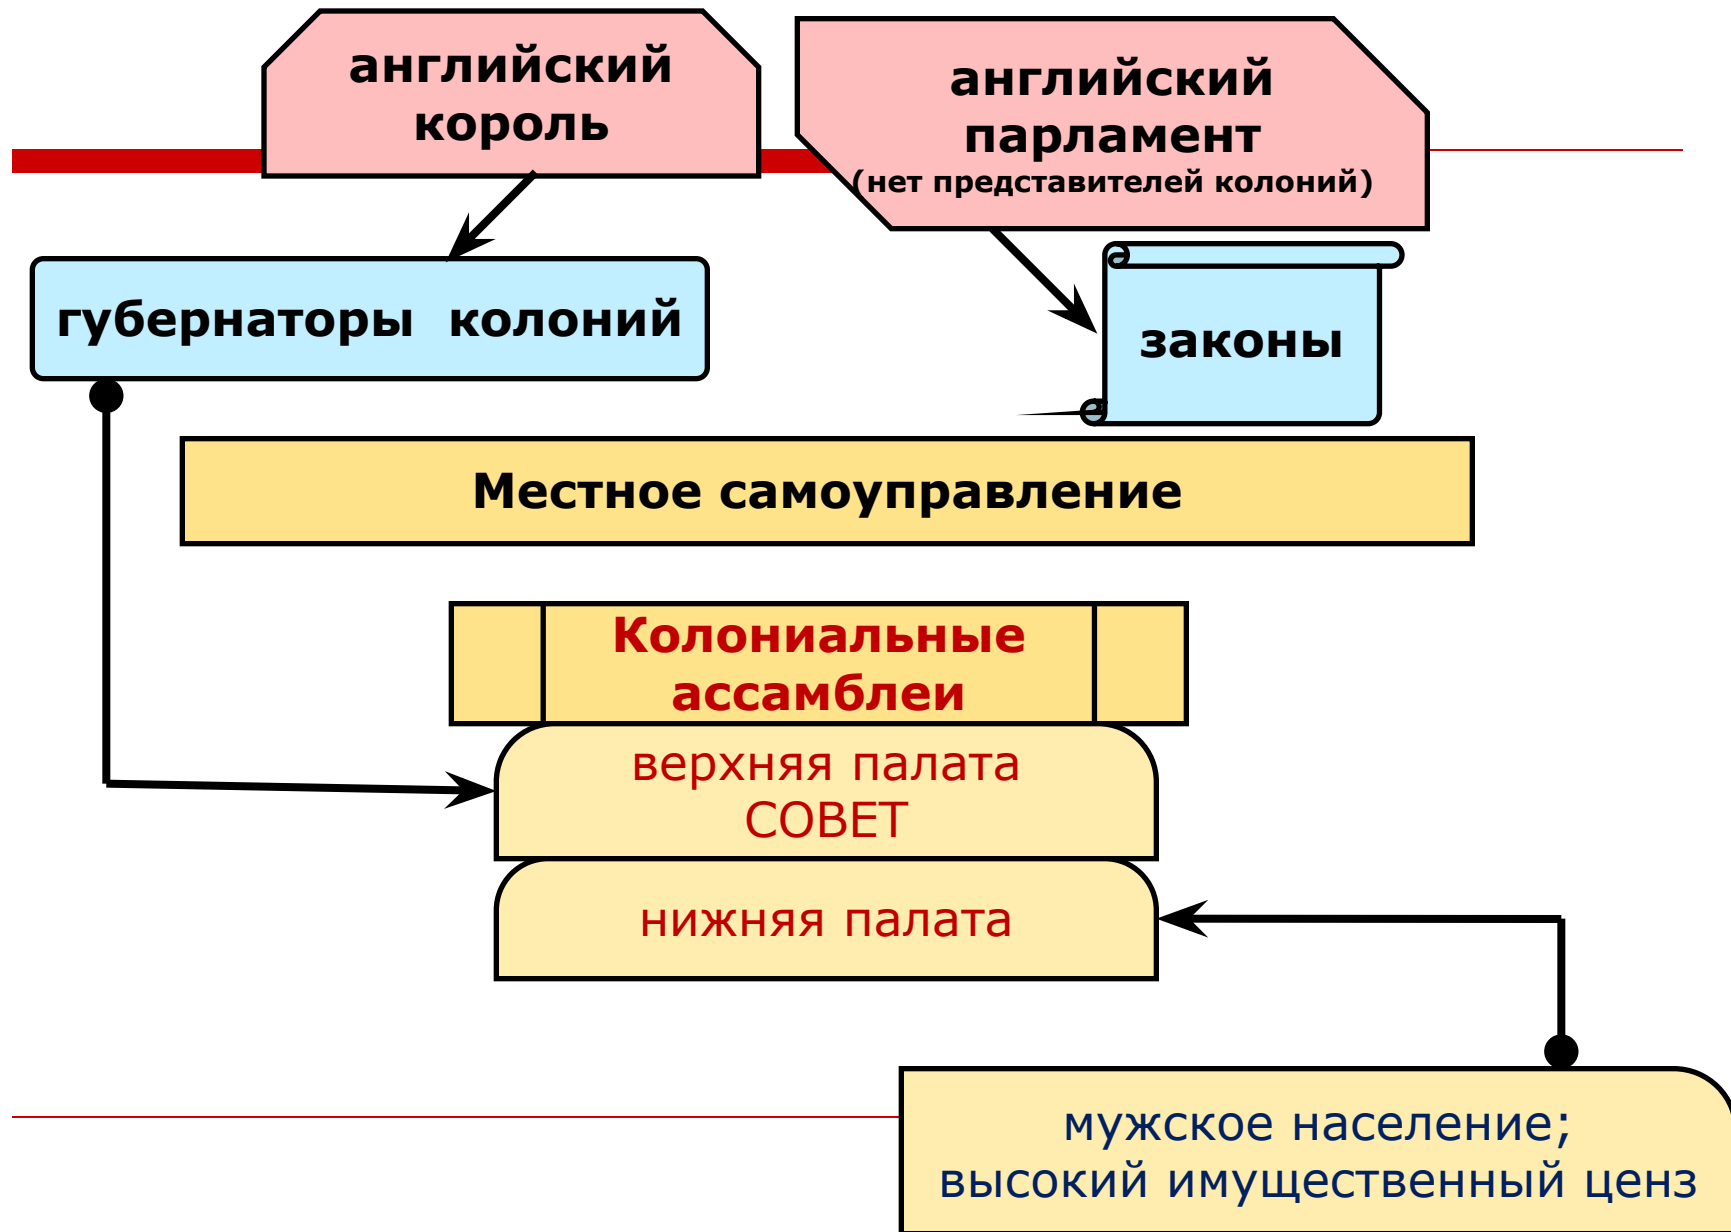 английский
король
английский
парламент
(нет представителей колоний)
губернаторы колоний
законы
Местное самоуправление
Колониальные
ассамблеи
верхняя палата
СОВЕТ
нижняя палата
мужское население;
высокий имущественный ценз